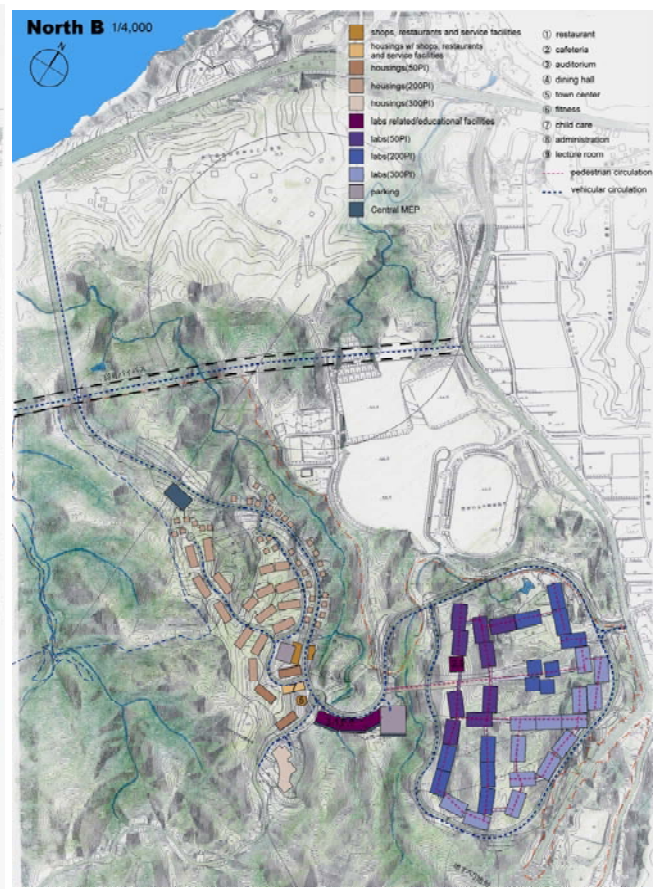 North B 1/4,000
N
shops, restaurants and service facilities
housing w/ shops, restaurants
and service facilities
housings(50PI)
housings(200PI)
housings(300PI)
labs related/educational facilities
labs(50PI)
labs(200PI)
labs(300PI)
parking
Central MEP
① restaurant
② cafeteria
③ auditorium
④ dining hall
⑤ town center
⑥ fitness
⑦ child care
⑧ administration
⑨ lecture room
pedestrian circulation
vehicular circulation